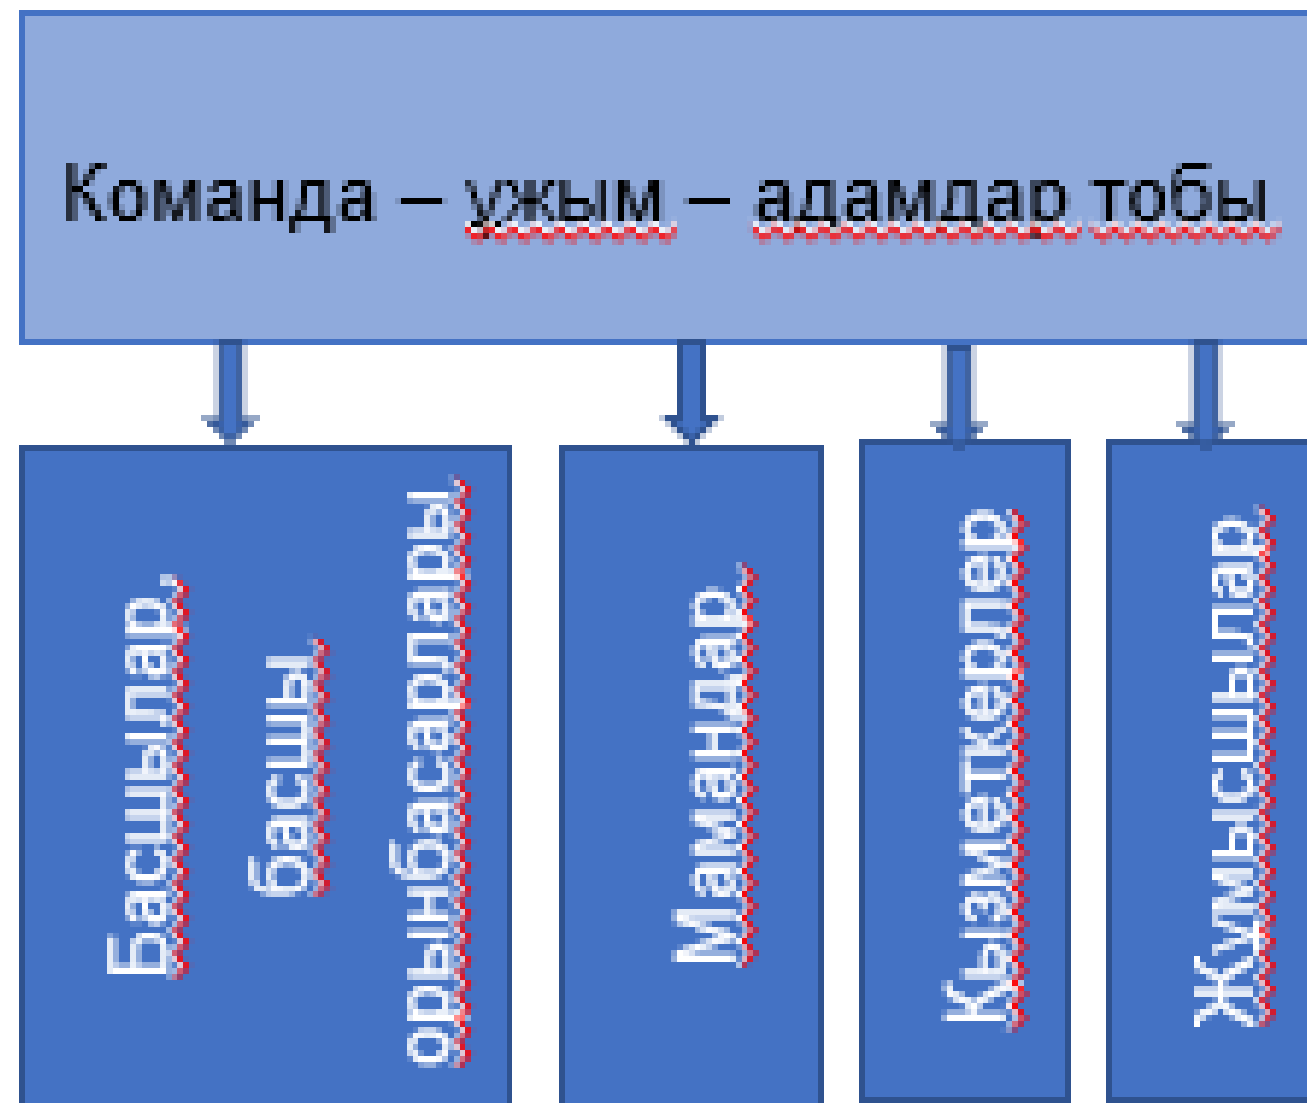 Команда – ужым – адамдар тобы
Басшылар,
басшы
орынбасарлары
Мамандар
Қызметкерлер
Жұмысшылар